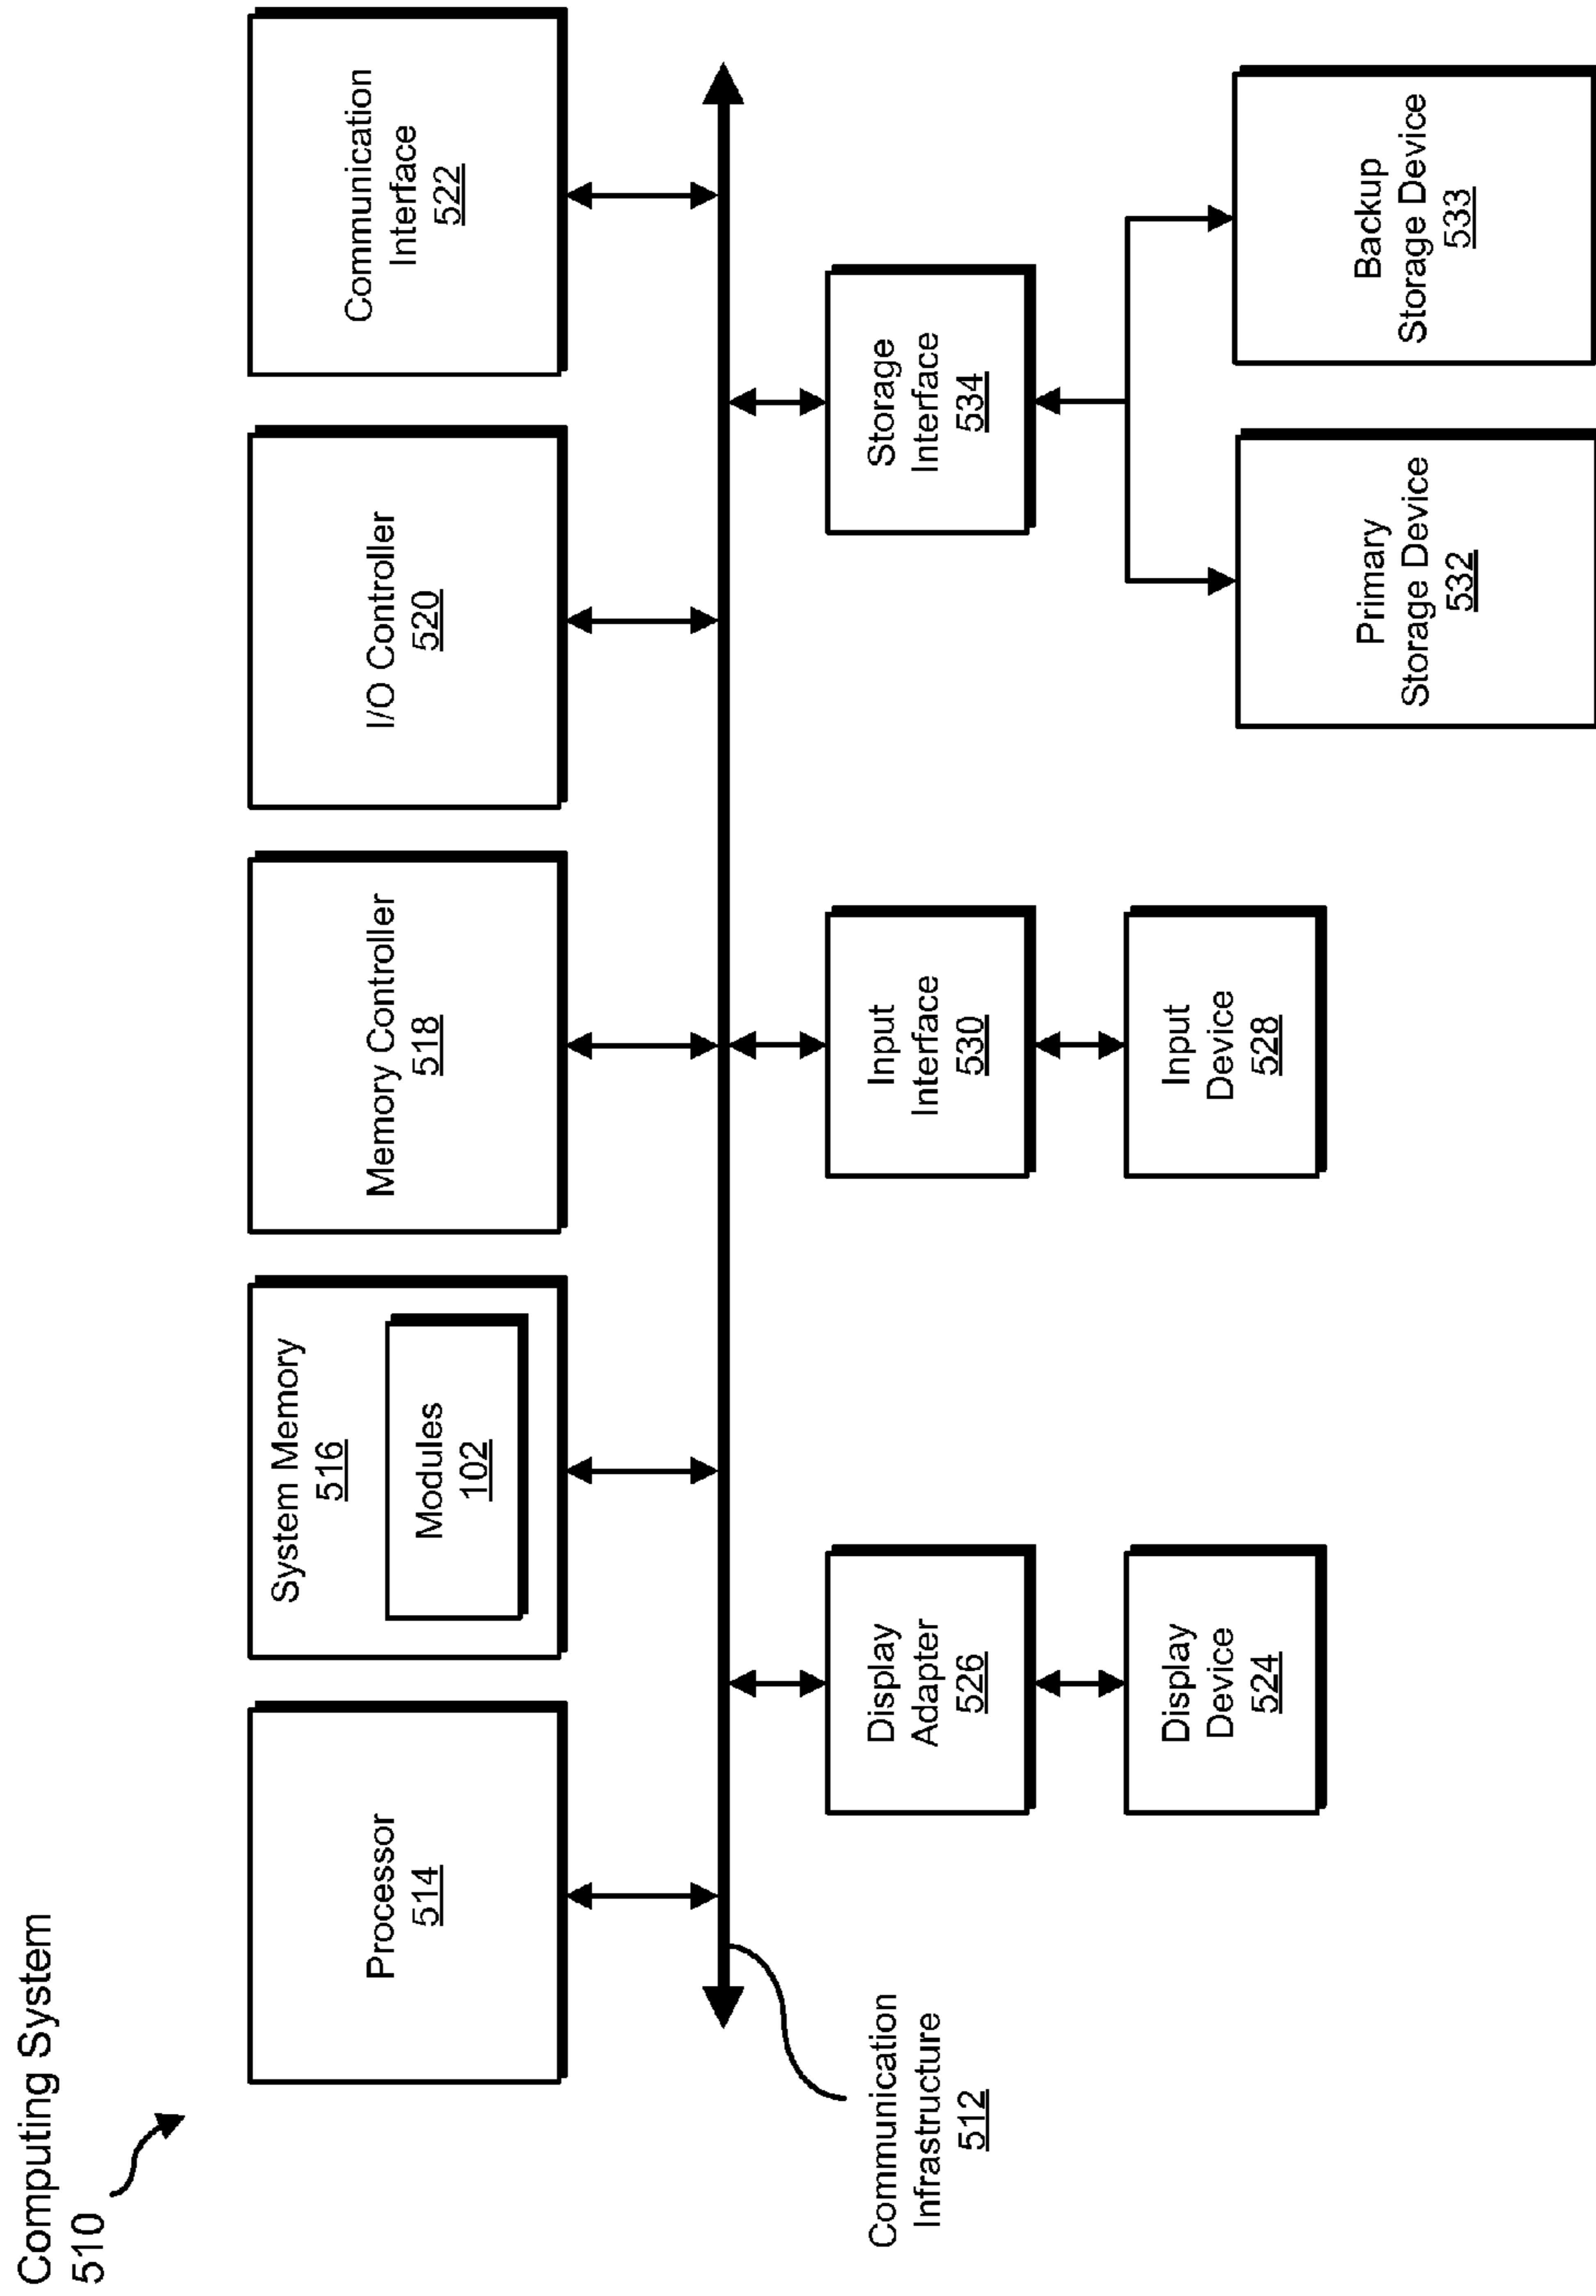 Computing System
510
Processor
514
System Memory
516
Modules
102
Memory Controller
518
I/O Controller
520
Communication
Interface
522
Communication
Infrastructure
512
Display
Adapter
526
Input
Interface
530
Storage
Interface
534
Display
Device
524
Input
Device
528
Primary
Storage Device
532
Backup
Storage Device
533